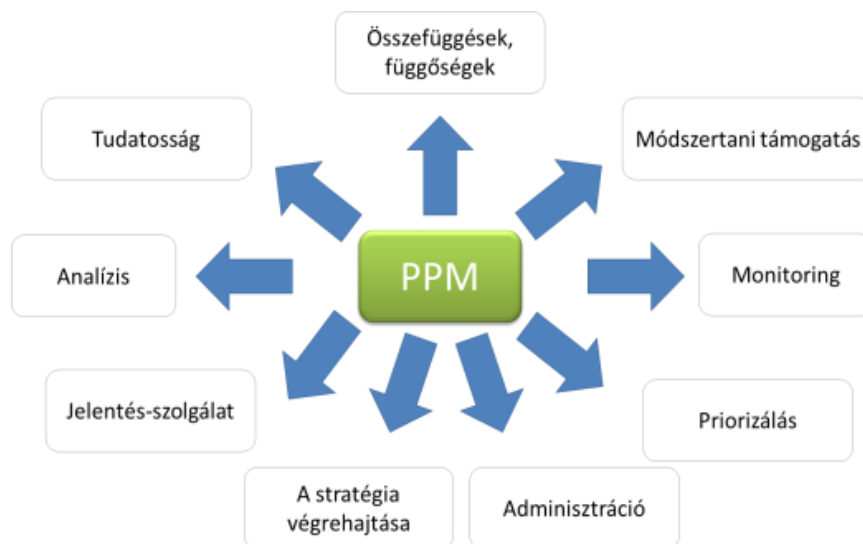 Összefüggések,
függőségek
Tudatosság
Módszertani támogatás
Analízis
PPM
Monitoring
Jelentés-szolgálat
Priorizálás
A stratégia
végrehajtása
Adminisztráció